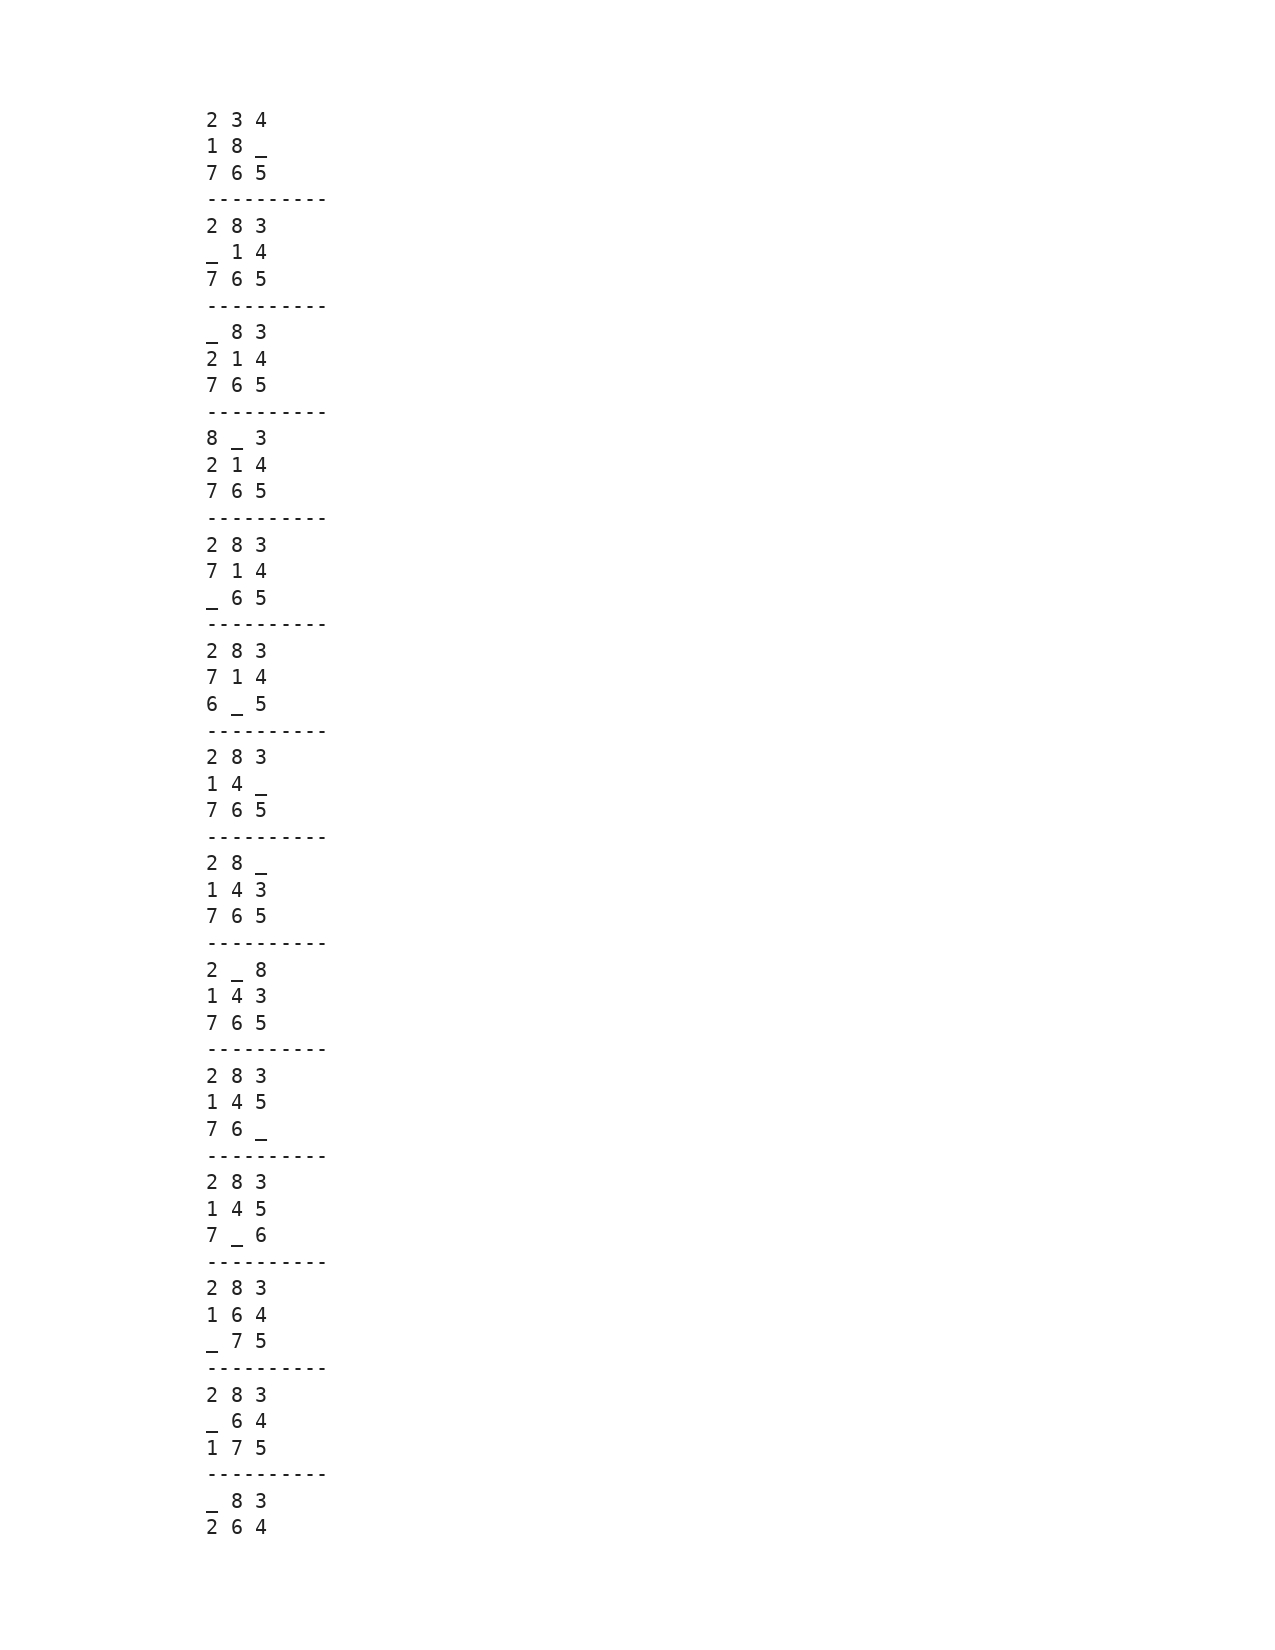 2 3 4
1 8 _
7 6 5
----------
2 8 3
_ 1 4
7 6 5
----------
_ 8 3
2 1 4
7 6 5
----------
8 _ 3
2 1 4
7 6 5
----------
2 8 3
7 1 4
_ 6 5
----------
2 8 3
7 1 4
6 _ 5
----------
2 8 3
1 4 _
7 6 5
----------
2 8 _
1 4 3
7 6 5
----------
2 _ 8
1 4 3
7 6 5
----------
2 8 3
1 4 5
7 6 _
----------
2 8 3
1 4 5
7 _ 6
----------
2 8 3
1 6 4
_ 7 5
----------
2 8 3
_ 6 4
1 7 5
----------
_ 8 3
2 6 4